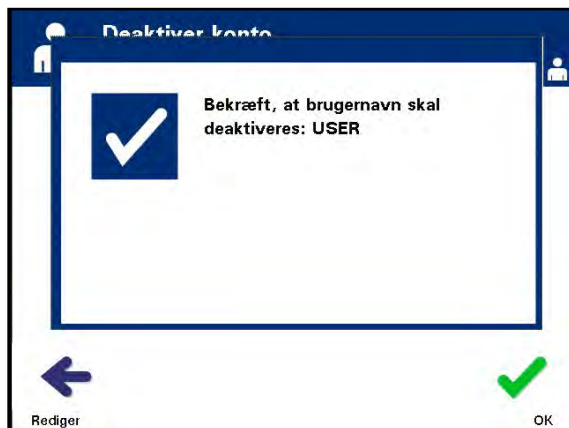 Deaktiver konto
Bekræft, at brugernavn skal
deaktiveres: USER
Rediger
OK